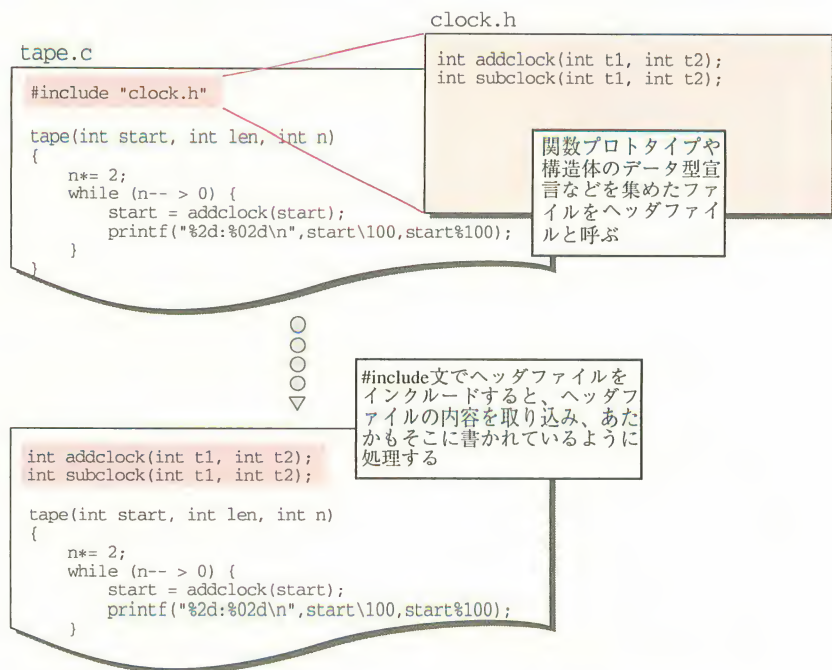 clock.h
int addclock(int t1, int t2);
int subclock(int t1, int t2);
tape.c
#include "clock.h"
tape(int start, int len, int n)
{
n*= 2;
while (n-- > 0) {
start = addclock(start);
printf("%2d:%02d\n",start\100,start%100);
}
}
関数プロトタイプや
構造体のデータ型宣
言などを集めたファ
イルをヘッダファイ
ルと呼ぶ
#include文でヘッダファイルを
インクルードすると、ヘッダフ
ァイルの内容を取り込み、あた
かもそこに書かれているように
処理する
int addclock(int t1, int t2);
int subclock(int t1, int t2);
tape(int start, int len, int n)
{
n*= 2;
while (n-- > 0) {
start = addclock(start);
printf("%2d:%02d\n",start\100,start%100);
}